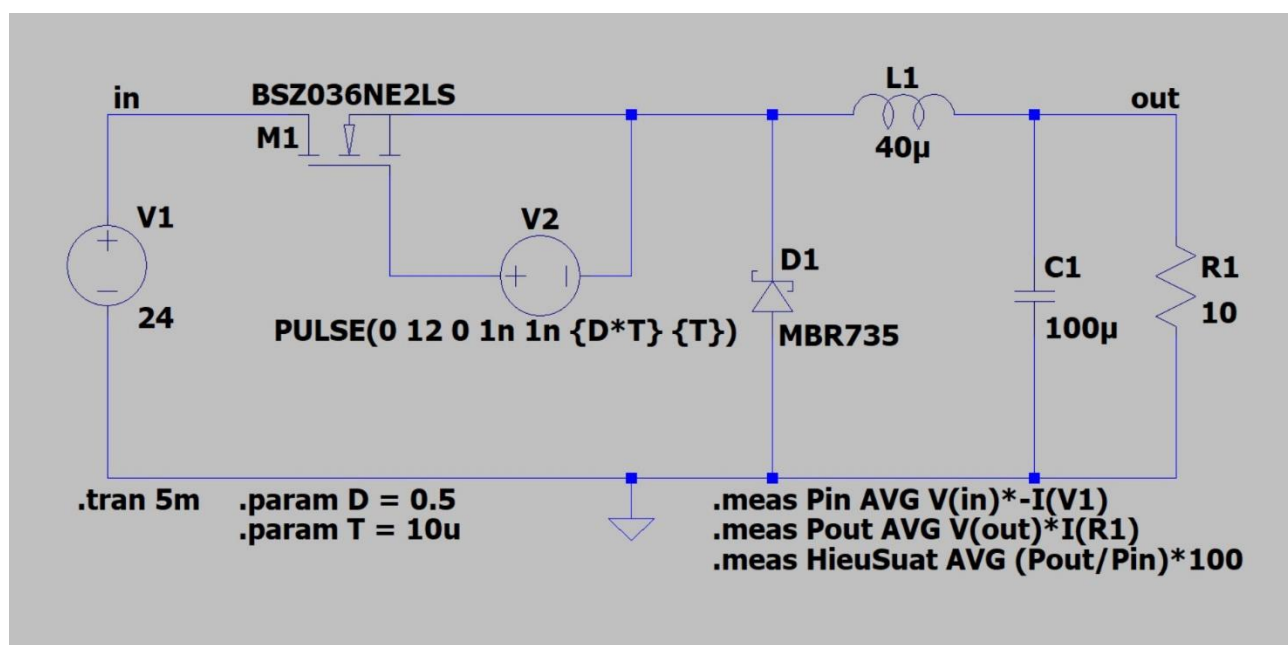 in
BSZ036NE2LS
M1
L1
40µ
out
V1
24
V2
PULSE(0 12 0 1n 1n {D*T} {T})
D1
MBR735
C1
100µ
R1
10
.tran 5m
.param D = 0.5
.param T = 10u
.meas Pin AVG V(in)*-I(V1)
.meas Pout AVG V(out)*I(R1)
.meas HieuSuat AVG (Pout/Pin)*100